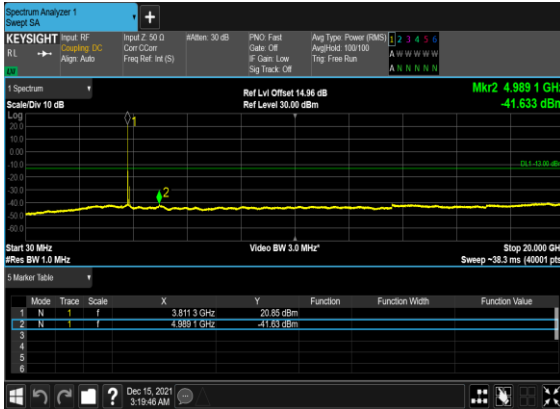 Spectrum Analyzer 1
Swept SA
+
KEYSIGHT
RL
Input: RF
Coupling: DC
Align: Auto
Input Z: 50 Ω
Corr CCorr
Freq Ref: Int (S)
#Atten: 30 dB
PNO: Fast
Gate: Off
IF Gain: Low
Sig Track: Off
Avg Type: Power (RMS)
Avg|Hold: 100/100
Trig: Free Run
1 2 3 4 5 6
A W W W W W
A N N N N N
1 Spectrum
Scale/Div 10 dB
Ref Lvl Offset 14.96 dB
Ref Level 30.00 dBm
Mkr2 4.989 1 GHz
-41.633 dBm
Log
20.0
10.0
0.00
-10.0
-20.0
-30.0
-40.0
-50.0
-60.0
1
2
DL1 -13.00 dBm
Start 30 MHz
#Res BW 1.0 MHz
Video BW 3.0 MHz*
Stop 20.000 GHz
Sweep ~38.3 ms (40001 pts)
5 Marker Table
Mode Trace Scale X Y Function Function Width Function Value
1 N 1 f 3.811 3 GHz 20.85 dBm
2 N 1 f 4.989 1 GHz -41.63 dBm
3
4
5
6
?
Dec 15, 2021
3:19:46 AM